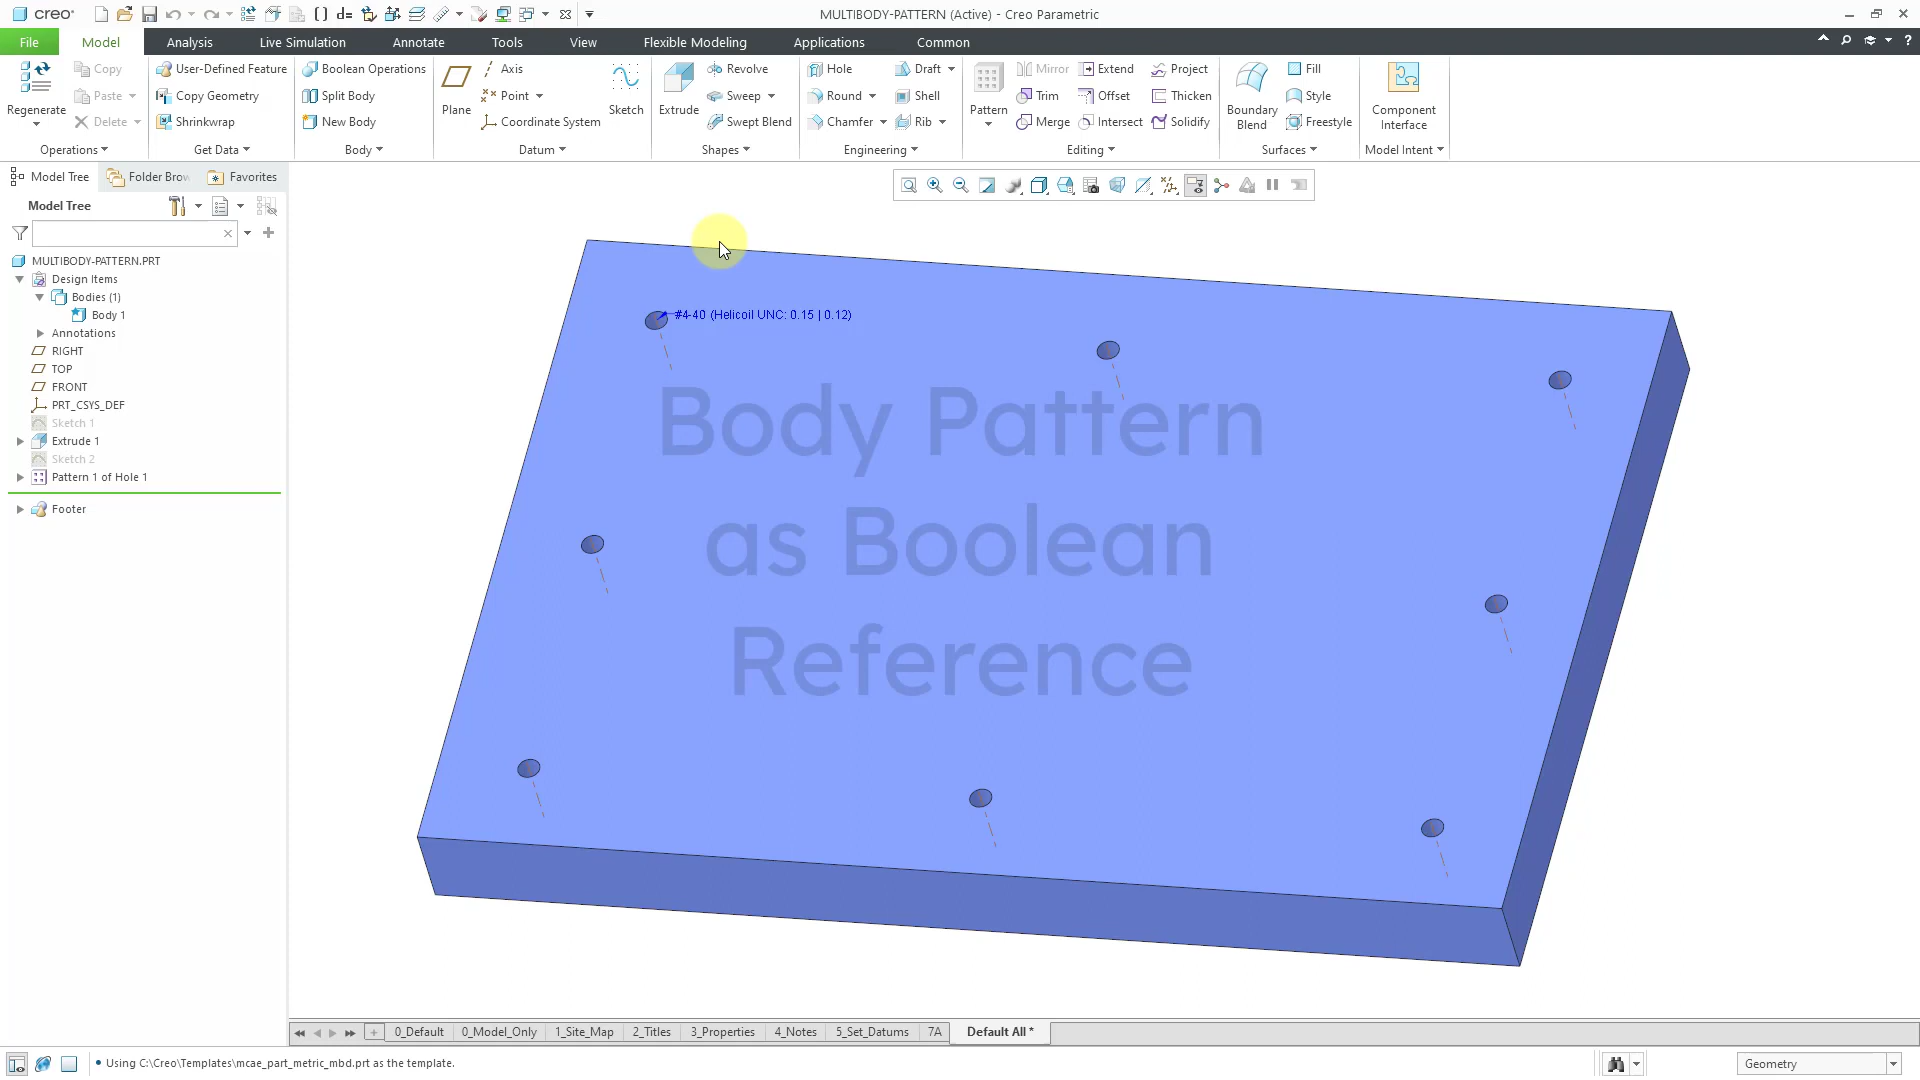 creo
MULTIBODY-PATTERN (Active) - Creo Parametric
File Model Analysis Live Simulation Annotate Tools View Flexible Modeling Applications Common
Regenerate
Copy
Paste
Delete
Operations
User-Defined Feature
Copy Geometry
Shrinkwrap
Get Data
Boolean Operations
Split Body
New Body
Body
Plane
Axis
Point
Coordinate System
Sketch
Datum
Extrude
Revolve
Sweep
Swept Blend
Shapes
Hole
Round
Chamfer
Draft
Shell
Rib
Engineering
Pattern
Mirror
Trim
Merge
Extend
Offset
Intersect
Project
Thicken
Solidify
Editing
Boundary
Blend
Fill
Style
Freestyle
Surfaces
Component
Interface
Model Intent
Model Tree Folder Brow Favorites
Model Tree
MULTIBODY-PATTERN.PRT
Design Items
Bodies (1)
Body 1
Annotations
RIGHT
TOP
FRONT
PRT_CSYS_DEF
Sketch 1
Extrude 1
Sketch 2
Pattern 1 of Hole 1
Footer
#4-40 (Helicoil UNC: 0.15 | 0.12)
Body Pattern
as Boolean
Reference
0_Default 0_Model_Only 1_Site_Map 2_Titles 3_Properties 4_Notes 5_Set_Datums 7A Default All *
• Using C:\Creo\Templates\mcae_part_metric_mbd.prt as the template.
Geometry